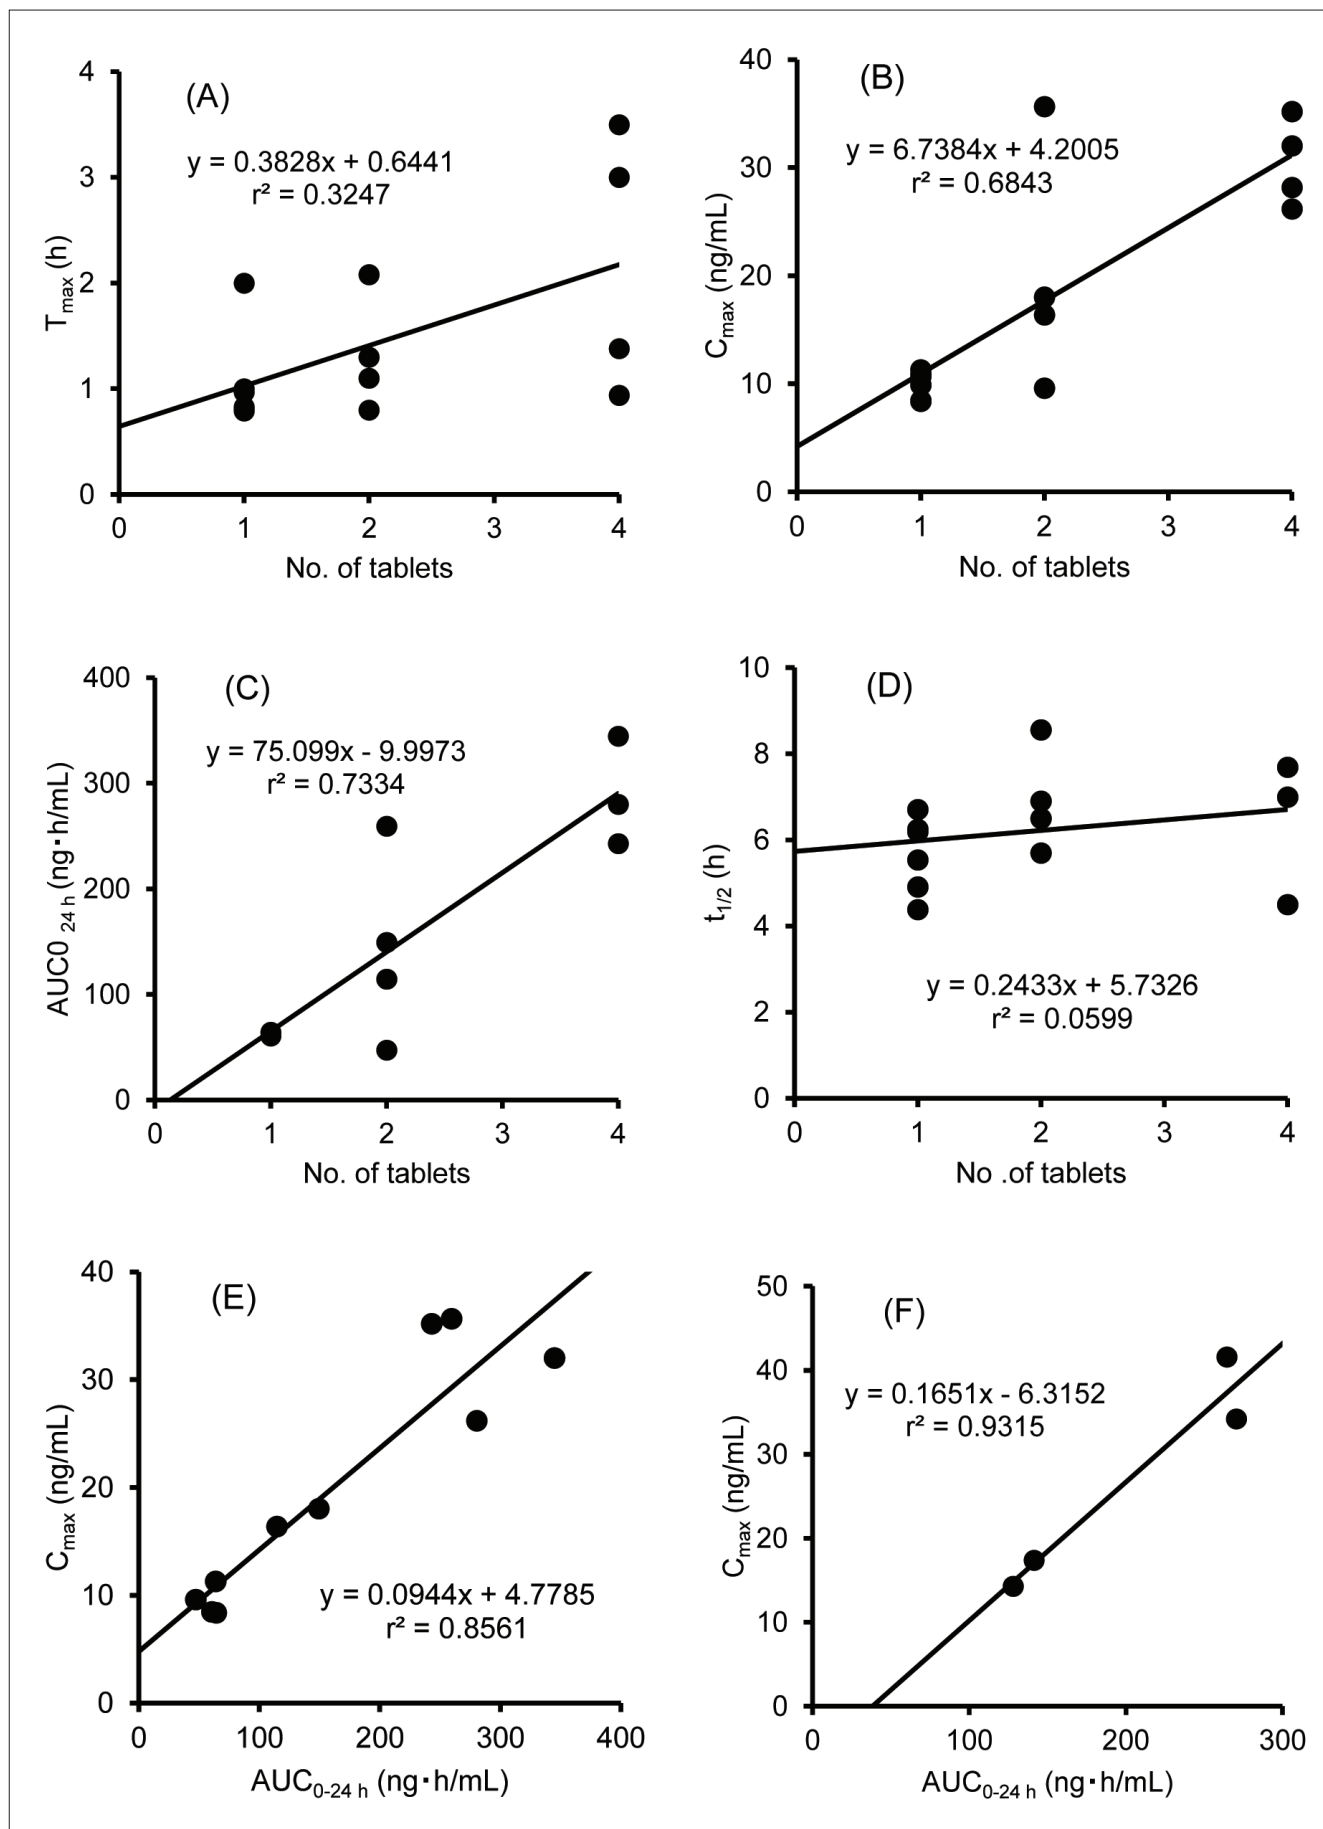 (A)
y = 0.3828x + 0.6441
r² = 0.3247
T_max (h)
4
3
2
1
0
0 1 2 3 4
No. of tablets
(B)
y = 6.7384x + 4.2005
r² = 0.6843
C_max (ng/mL)
40
30
20
10
0
0 1 2 3 4
No. of tablets
(C)
y = 75.099x - 9.9973
r² = 0.7334
AUC0 24 h (ng·h/mL)
400
300
200
100
0
0 1 2 3 4
No. of tablets
(D)
y = 0.2433x + 5.7326
r² = 0.0599
t1/2 (h)
10
8
6
4
2
0
0 1 2 3 4
No .of tablets
(E)
y = 0.0944x + 4.7785
r² = 0.8561
C_max (ng/mL)
40
30
20
10
0
0 100 200 300 400
AUC0-24 h (ng·h/mL)
(F)
y = 0.1651x - 6.3152
r² = 0.9315
C_max (ng/mL)
50
40
30
20
10
0
0 100 200 300
AUC0-24 h (ng·h/mL)